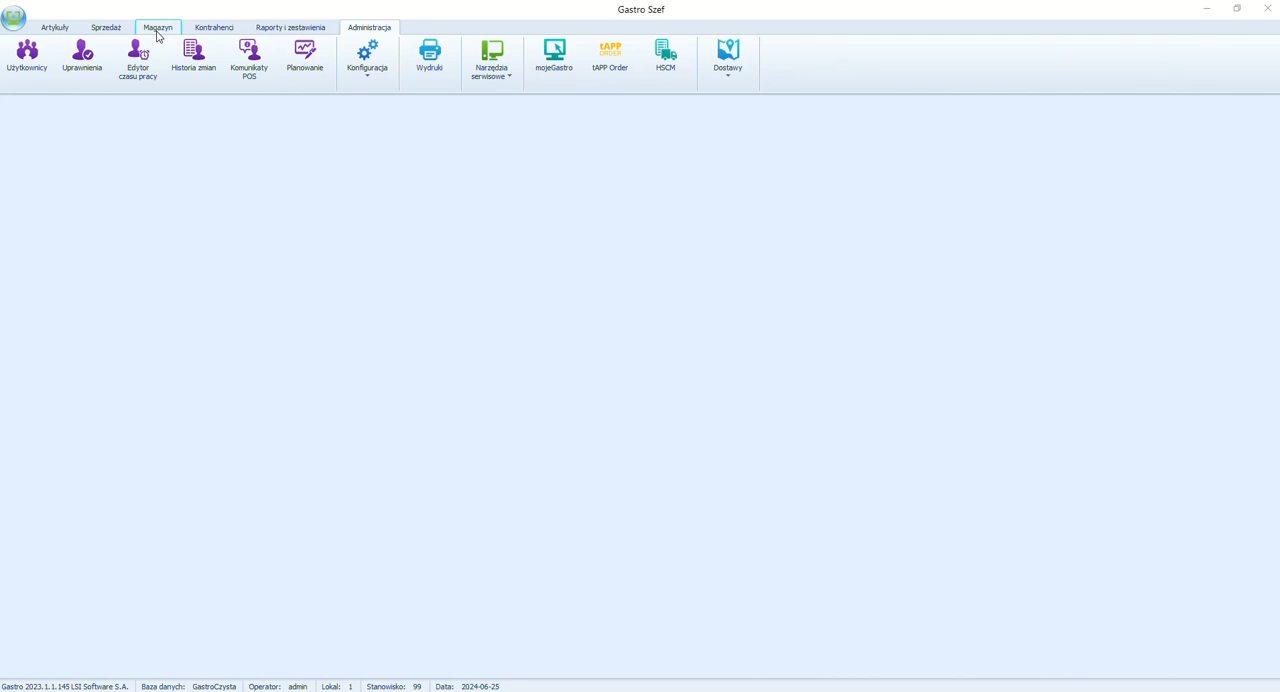 Gastro Szef
Artykuły Sprzedaż Magazyn Kontrahenci Raporty i zestawienia Administracja
tAPP
ORDER
Użytkownicy Uprawnienia Edytor czasu pracy Historia zmian Komunikaty POS Planowanie Konfiguracja Wydruki Narzędzia serwisowe mojeGastro tAPP Order HSCM Dostawy
Gastro 2023.1.1.145 LSI Software S.A. Baza danych: GastroCzysta Operator: admin Lokal: 1 Stanowisko: 99 Data: 2024-06-25